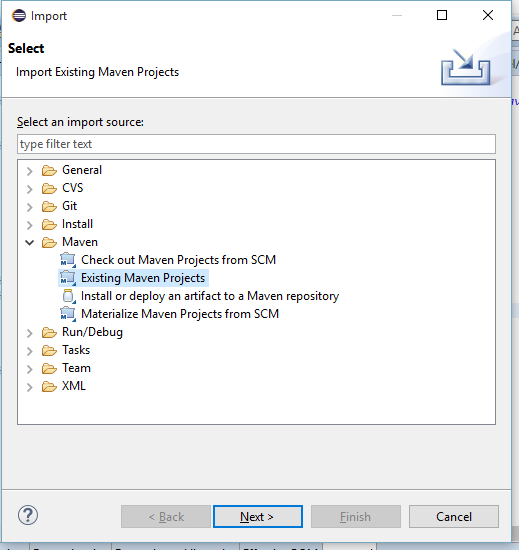 Import
Select
Import Existing Maven Projects
Select an import source:
type filter text
General
CVS
Git
Install
Maven
Check out Maven Projects from SCM
Existing Maven Projects
Install or deploy an artifact to a Maven repository
Materialize Maven Projects from SCM
Run/Debug
Tasks
Team
XML
< Back
Next >
Finish
Cancel